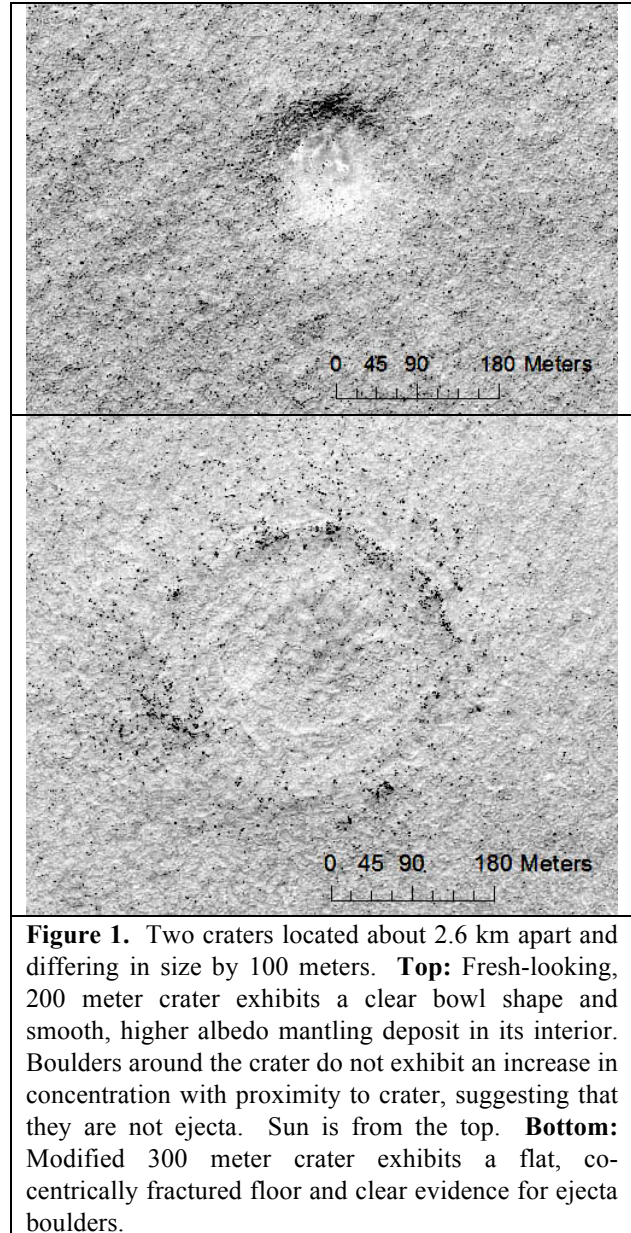 0 45 90 180 Meters
0 45 90 180 Meters
Figure 1. Two craters located about 2.6 km apart and
differing in size by 100 meters. Top: Fresh-looking,
200 meter crater exhibits a clear bowl shape and
smooth, higher albedo mantling deposit in its interior.
Boulders around the crater do not exhibit an increase in
concentration with proximity to crater, suggesting that
they are not ejecta. Sun is from the top. Bottom:
Modified 300 meter crater exhibits a flat, co-
centrically fractured floor and clear evidence for ejecta
boulders.